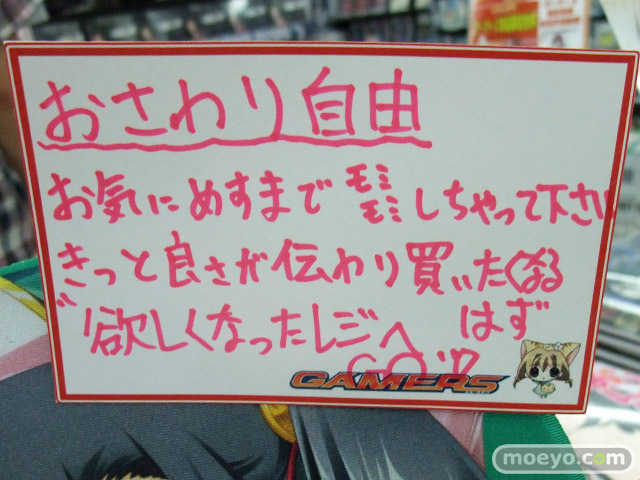 おさわり自由
お気にめすまで モミモミ しちゃって下さい
きっと良さが伝わり買いたくなる
はず
欲しくなったレジへ
GO!!
GAMERS
moeyo.com